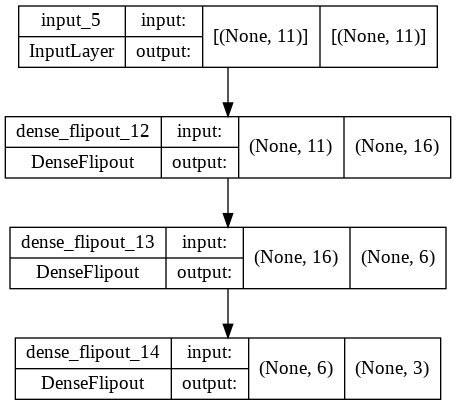 input_5 input: [(None, 11)] [(None, 11)]
InputLayer output:
dense_flipout_12 input: (None, 11) (None, 16)
DenseFlipout output:
dense_flipout_13 input: (None, 16) (None, 6)
DenseFlipout output:
dense_flipout_14 input: (None, 6) (None, 3)
DenseFlipout output: